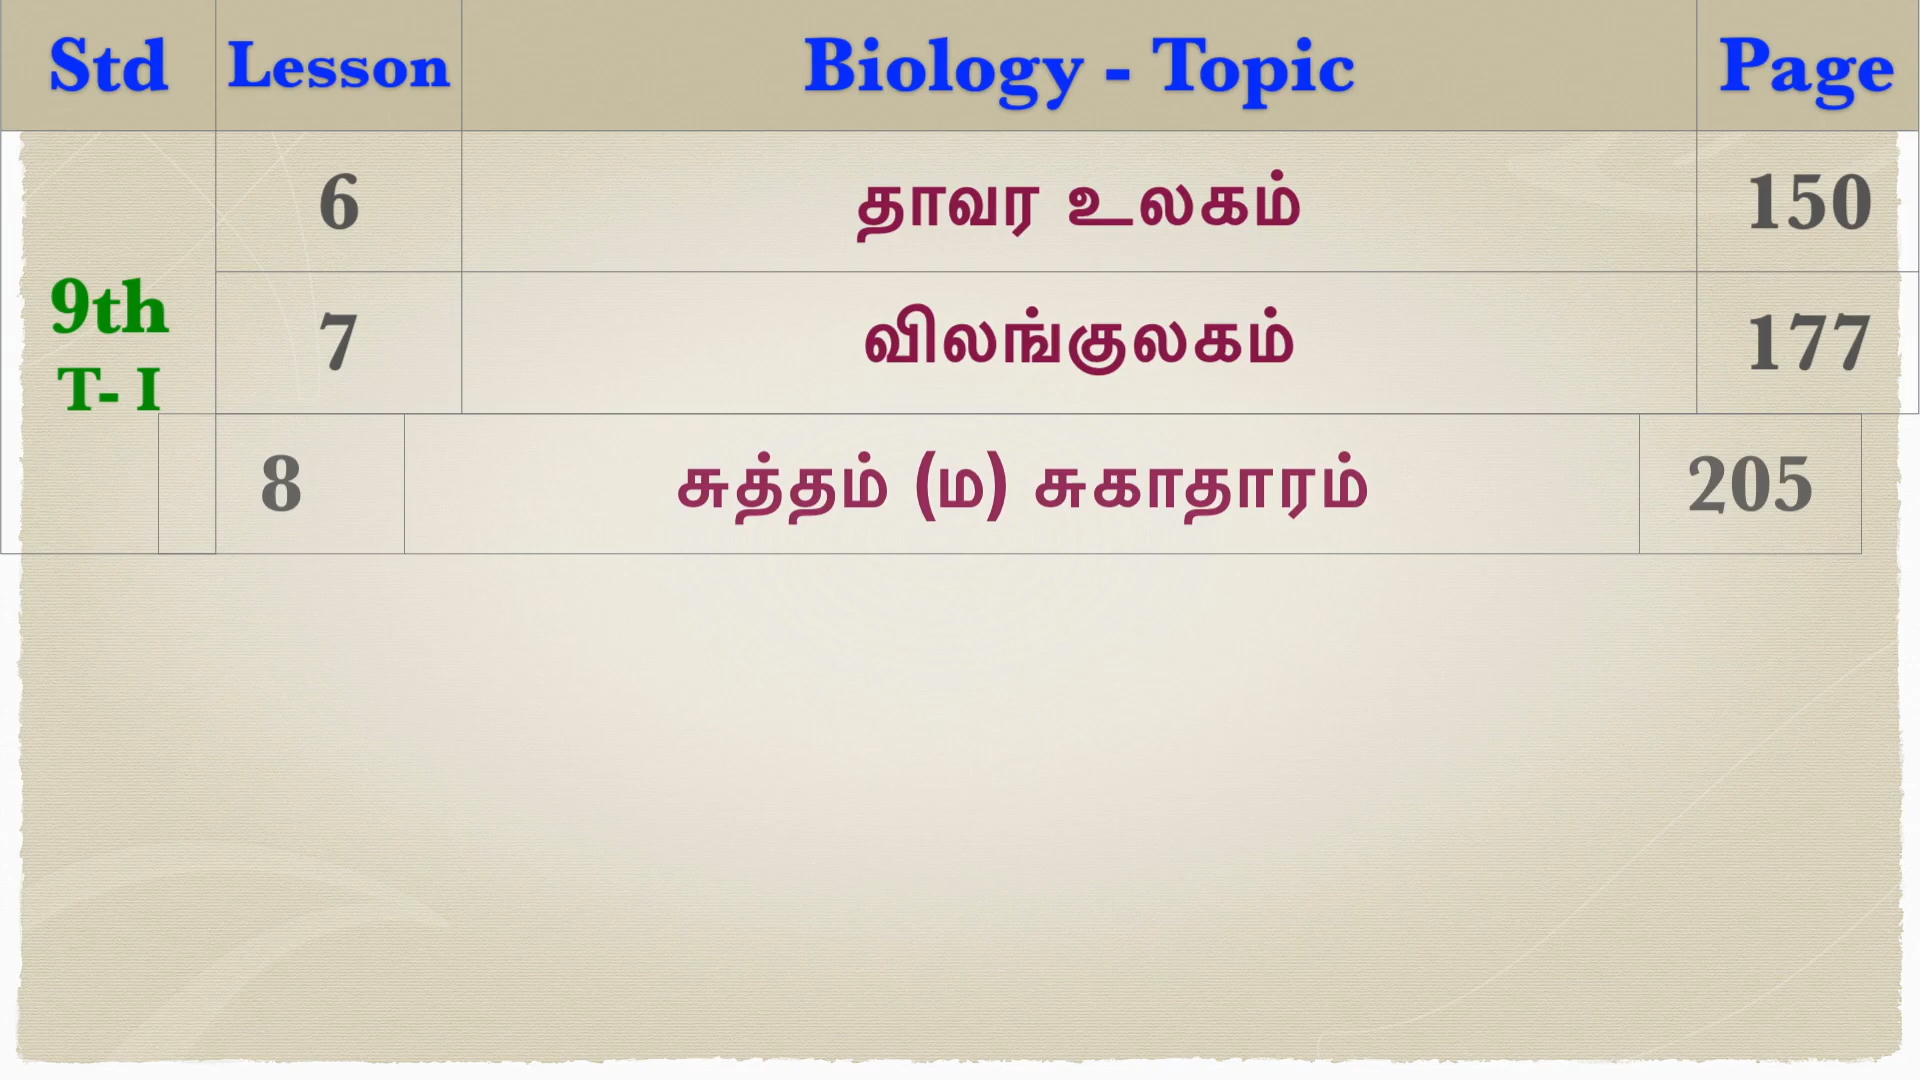 Std Lesson Biology - Topic Page
6 தாவர உலகம் 150
9th
T- I
7 விலங்குலகம் 177
8 சுத்தம் (ம) சுகாதாரம் 205